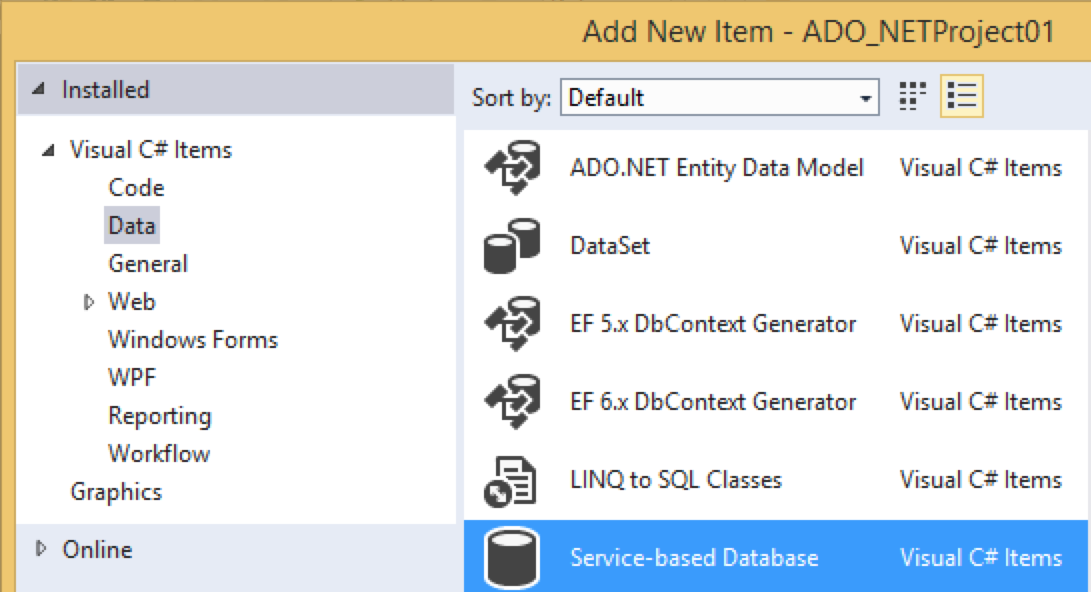 Add New Item - ADO_NETProject01
Installed
Visual C# Items
Code
Data
General
Web
Windows Forms
WPF
Reporting
Workflow
Graphics
Online
Sort by: Default
ADO.NET Entity Data Model Visual C# Items
DataSet Visual C# Items
EF 5.x DbContext Generator Visual C# Items
EF 6.x DbContext Generator Visual C# Items
LINQ to SQL Classes Visual C# Items
Service-based Database Visual C# Items